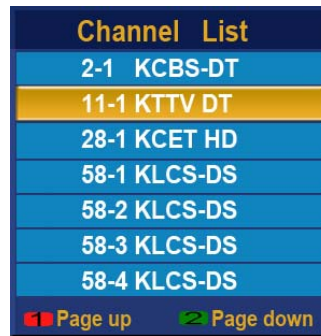 Channel List
2-1 KCBS-DT
11-1 KTTV DT
28-1 KCET HD
58-1 KLCS-DS
58-2 KLCS-DS
58-3 KLCS-DS
58-4 KLCS-DS
1 Page up 2 Page down